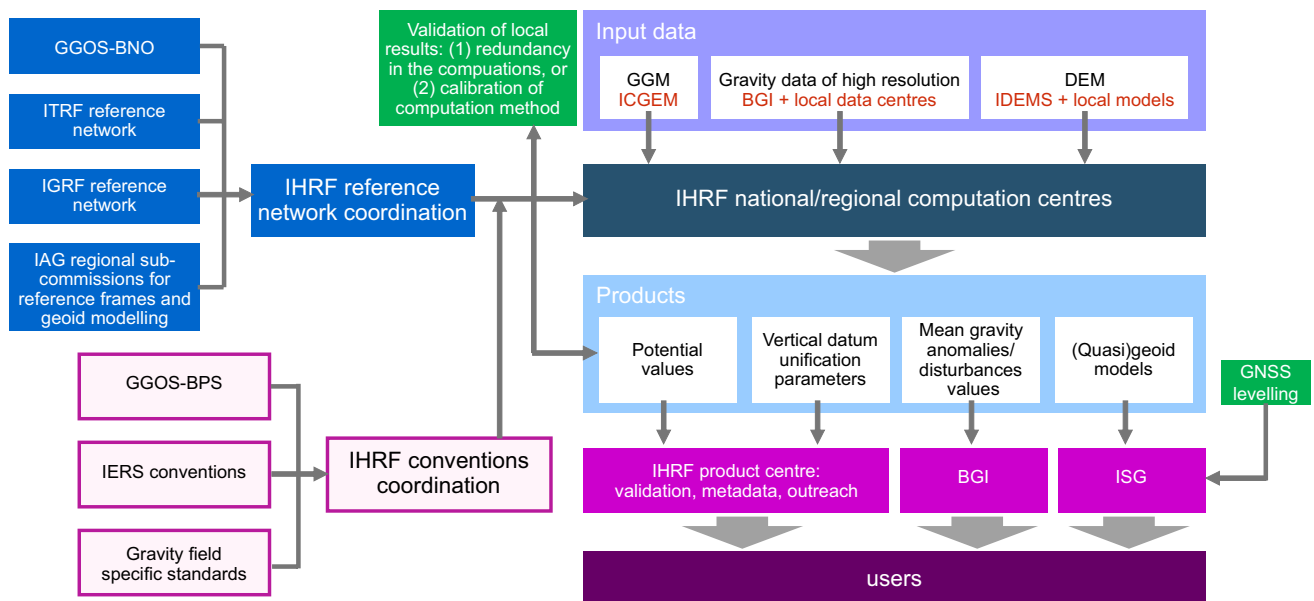 GGOS-BNO
ITRF reference
network
IGRF reference
network
IAG regional sub-
commissions for
reference frames and
geoid modelling
IHRF reference
network coordination
Validation of local
results: (1) redundancy
in the compuations, or
(2) calibration of
computation method
Input data
GGM
ICGEM
Gravity data of high resolution
BGI + local data centres
DEM
IDEMS + local models
IHRF national/regional computation centres
Products
Potential
values
Vertical datum
unification
parameters
Mean gravity
anomalies/
disturbances
values
(Quasi)geoid
models
GNSS
levelling
GGOS-BPS
IERS conventions
Gravity field
specific standards
IHRF conventions
coordination
IHRF product centre:
validation, metadata, outreach
BGI
ISG
users